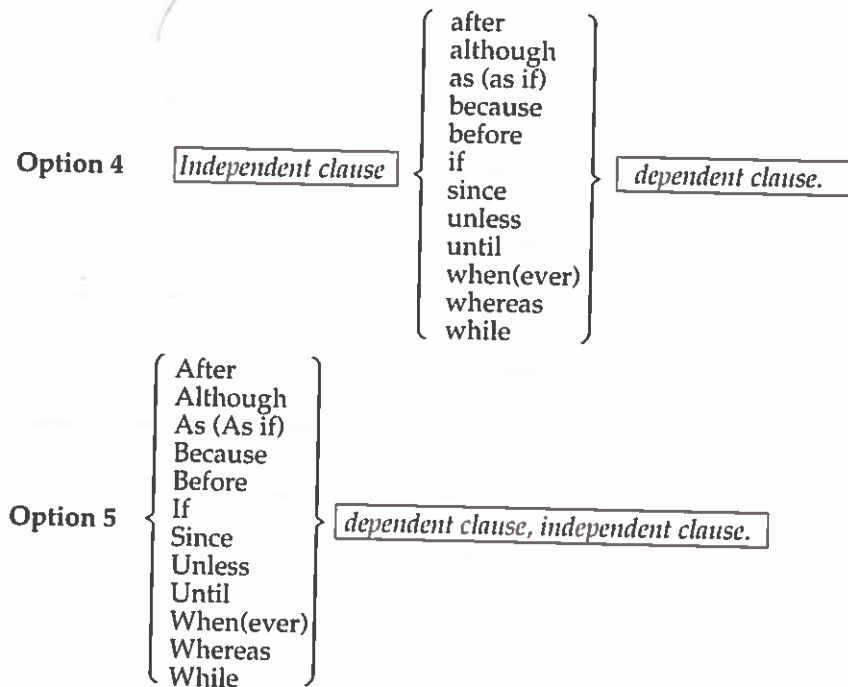 Option 4
Independent clause
after
although
as (as if)
because
before
if
since
unless
until
when(ever)
whereas
while
dependent clause.
Option 5
After
Although
As (As if)
Because
Before
If
Since
Unless
Until
When(ever)
Whereas
While
dependent clause, independent clause.